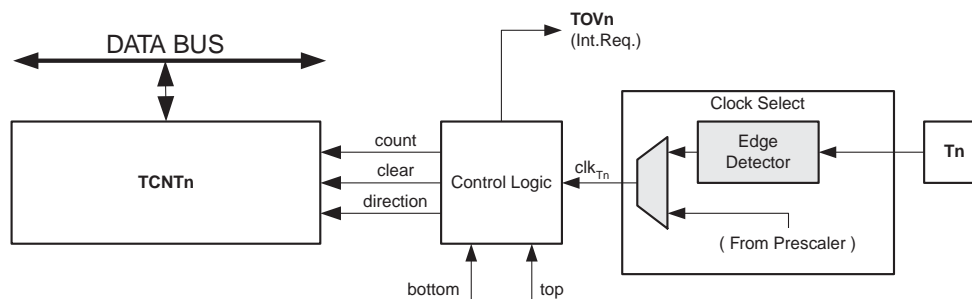 TOVn
(Int.Req.)
DATA BUS
Clock Select
TCNTn
count
clear
direction
Control Logic
clkTn
Edge
Detector
Tn
( From Prescaler )
bottom
top